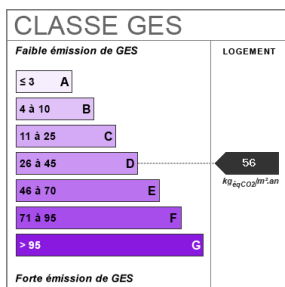 CLASSE GES
Faible émission de GES
LOGEMENT
≤ 3 A
4 à 10 B
11 à 25 C
26 à 45 D
56
kgéqCO2/m².an
46 à 70 E
71 à 95 F
> 95 G
Forte émission de GES